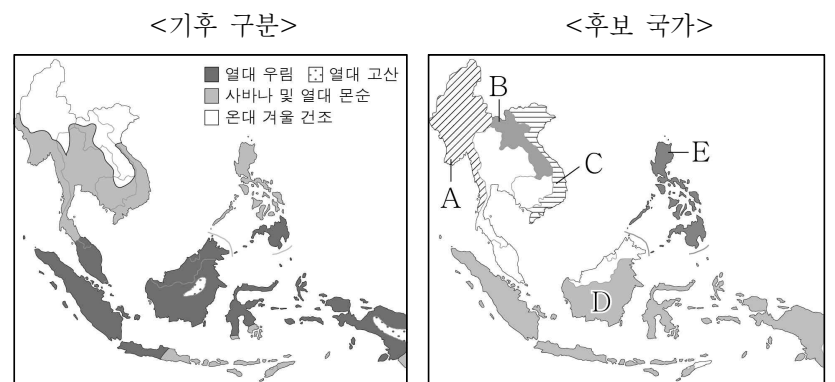 <기후 구분>
<후보 국가>
열대 우림 열대 고산
사바나 및 열대 몬순
온대 겨울 건조
B
E
C
A
D